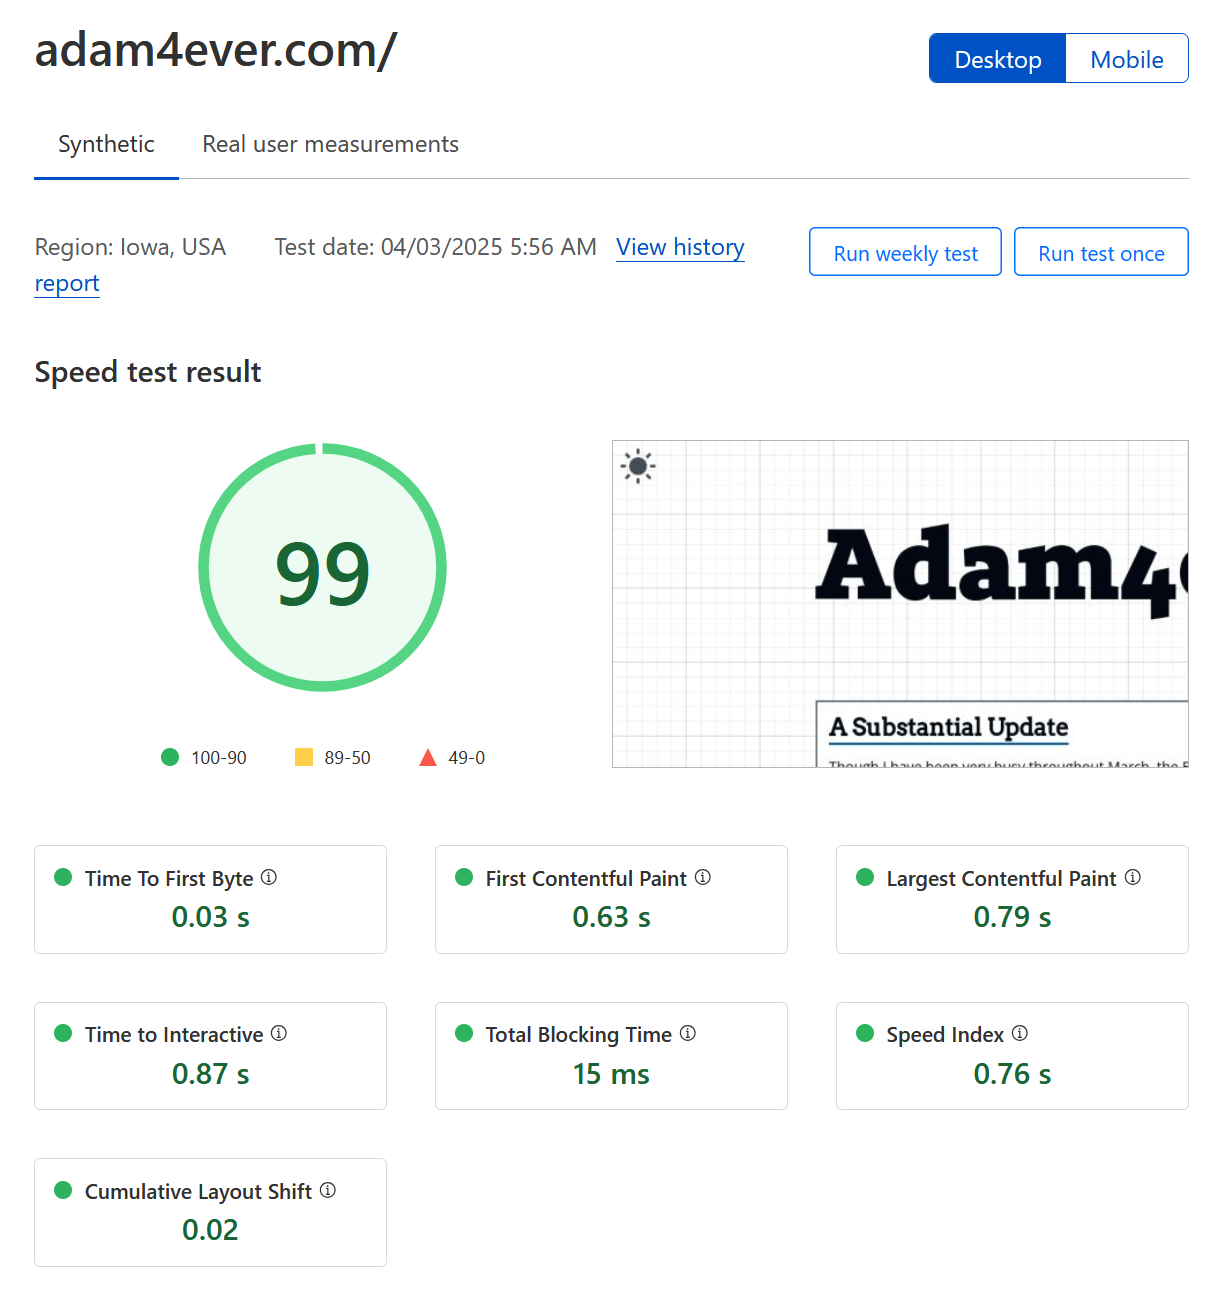 adam4ever.com/
Desktop
Mobile
Synthetic
Real user measurements
Region: Iowa, USA
Test date: 04/03/2025 5:56 AM
View history
report
Run weekly test
Run test once
Speed test result
99
100-90
89-50
49-0
Adam4
A Substantial Update
Though I have been very busy throughout March, the
Time To First Byte
0.03 s
First Contentful Paint
0.63 s
Largest Contentful Paint
0.79 s
Time to Interactive
0.87 s
Total Blocking Time
15 ms
Speed Index
0.76 s
Cumulative Layout Shift
0.02